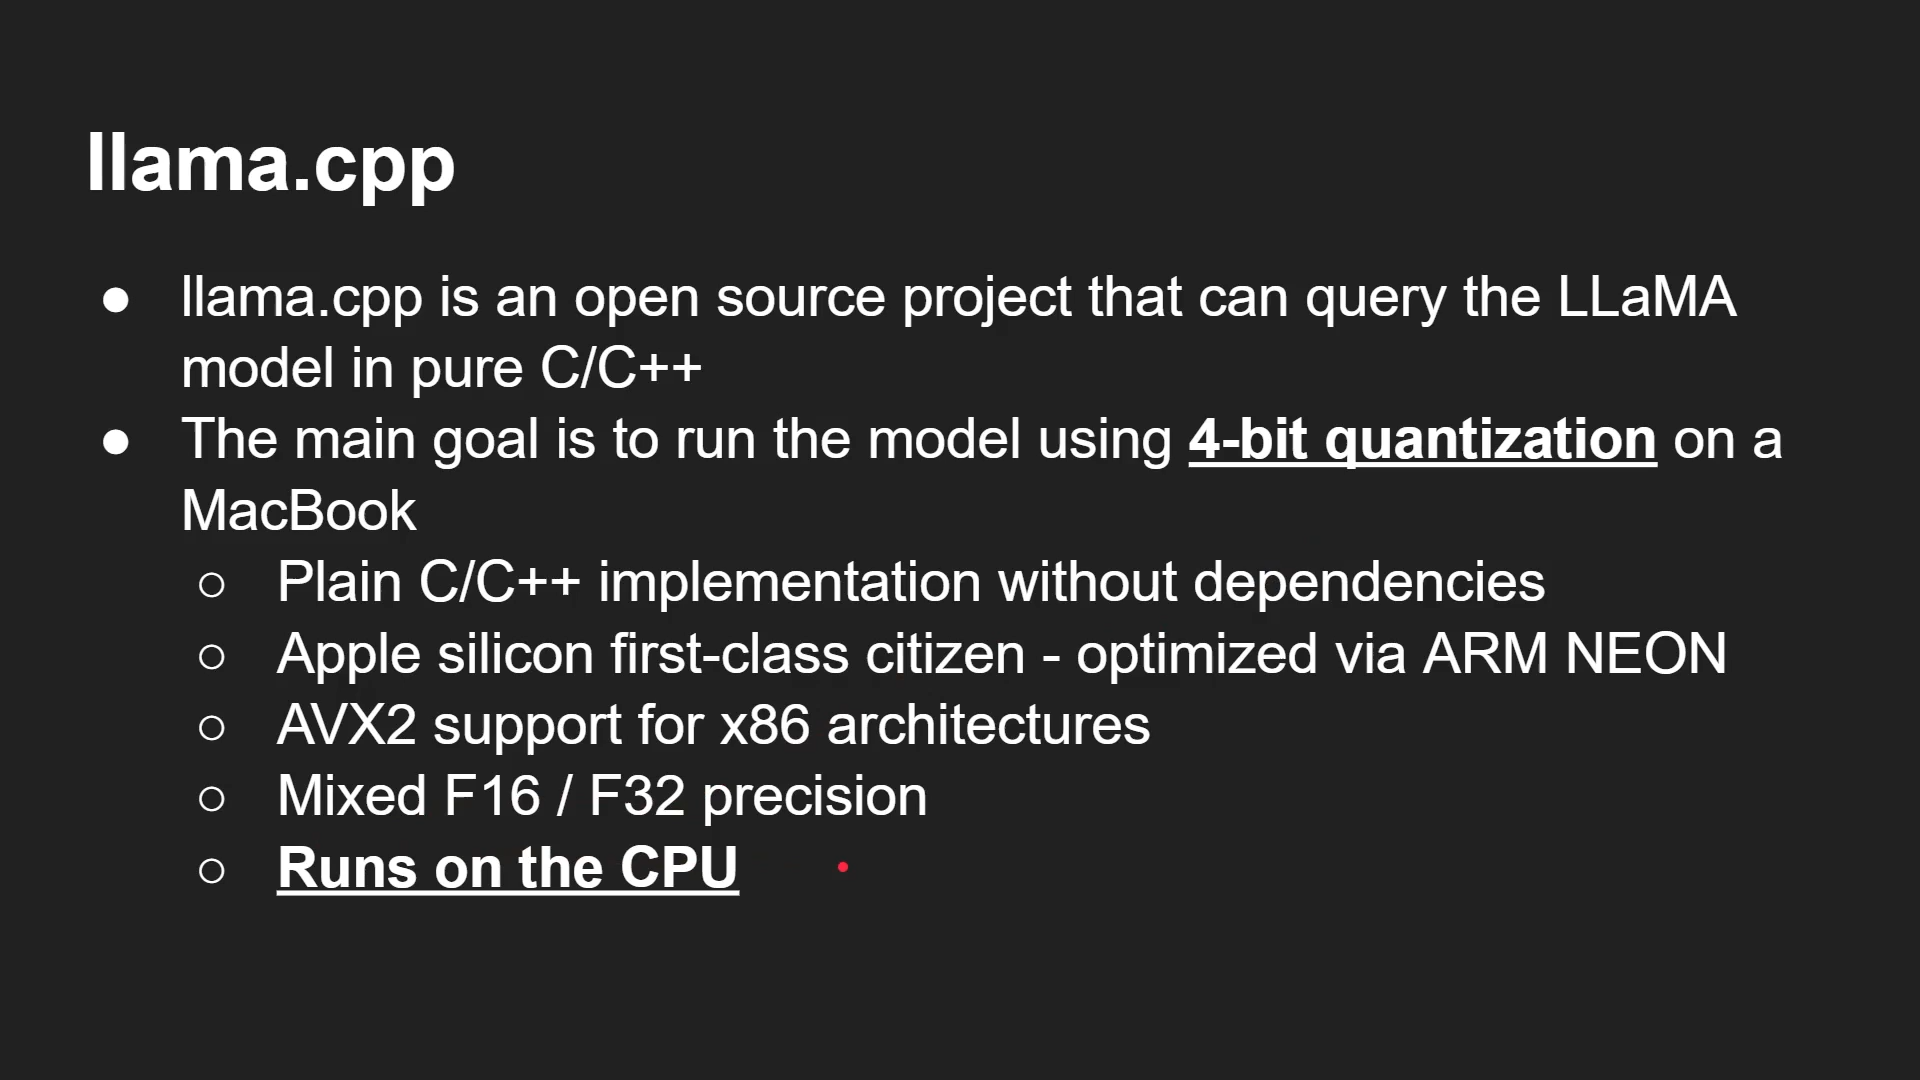 llama.cpp
● llama.cpp is an open source project that can query the LLaMA
model in pure C/C++
● The main goal is to run the model using 4-bit quantization on a
MacBook
○ Plain C/C++ implementation without dependencies
○ Apple silicon first-class citizen - optimized via ARM NEON
○ AVX2 support for x86 architectures
○ Mixed F16 / F32 precision
○ Runs on the CPU